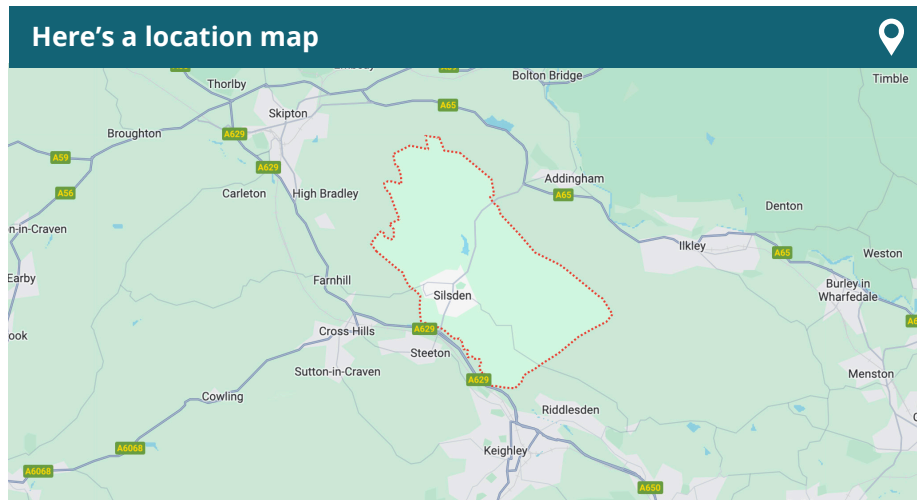 Here's a location map
Bolton Bridge
Timble
Thorlby
A65
Skipton
Broughton
A629
A59
A629
Addingham
A56
Carleton
High Bradley
A65
Denton
n-in-Craven
Ilkley
A65
Weston
Earby
Farnhill
Burley in
Wharfedale
Silsden
A6
ook
Cross Hills
A629
Steeton
Sutton-in-Craven
A629
Menston
Cowling
Riddlesden
A6068
Keighley
A6068
A650